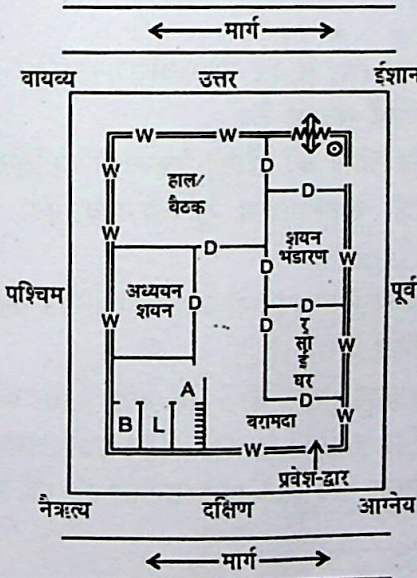 मार्ग
वायव्य उत्तर ईशान
W W W
W D
हाल/
बैठक
D
W
शयन
भंडारण
D D W
पश्चिम अध्ययन
शयन
D पूर्व
W D D
र
सा
ई
घर
W
A D
B L बरामदा W
W
प्रवेश-द्वार
नैऋत्य दक्षिण आग्नेय
मार्ग